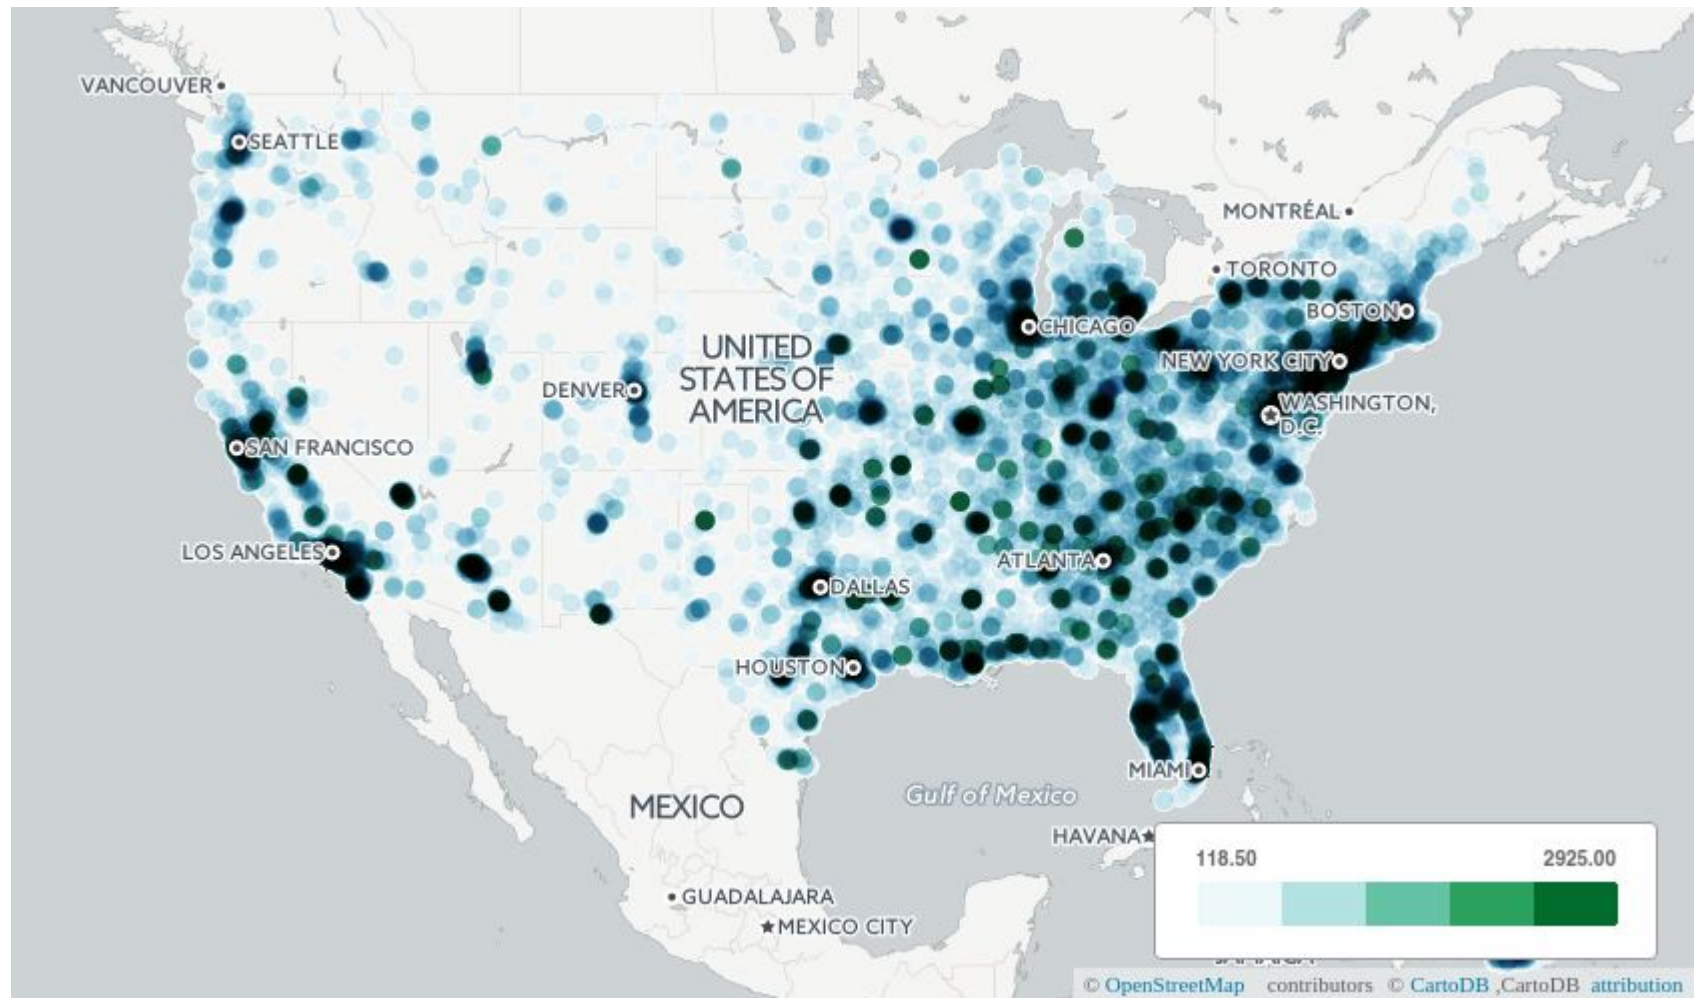 VANCOUVER
SEATTLE
MONTRÉAL
TORONTO
BOSTON
CHICAGO
UNITED
STATES OF
AMERICA
NEW YORK CITY
DENVER
WASHINGTON,
D.C.
SAN FRANCISCO
LOS ANGELES
ATLANTA
DALLAS
HOUSTON
MIAMI
Gulf of Mexico
MEXICO
HAVANA
118.50 2925.00
GUADALAJARA
MEXICO CITY
JAMAICA
© OpenStreetMap contributors © CartoDB ,CartoDB attribution